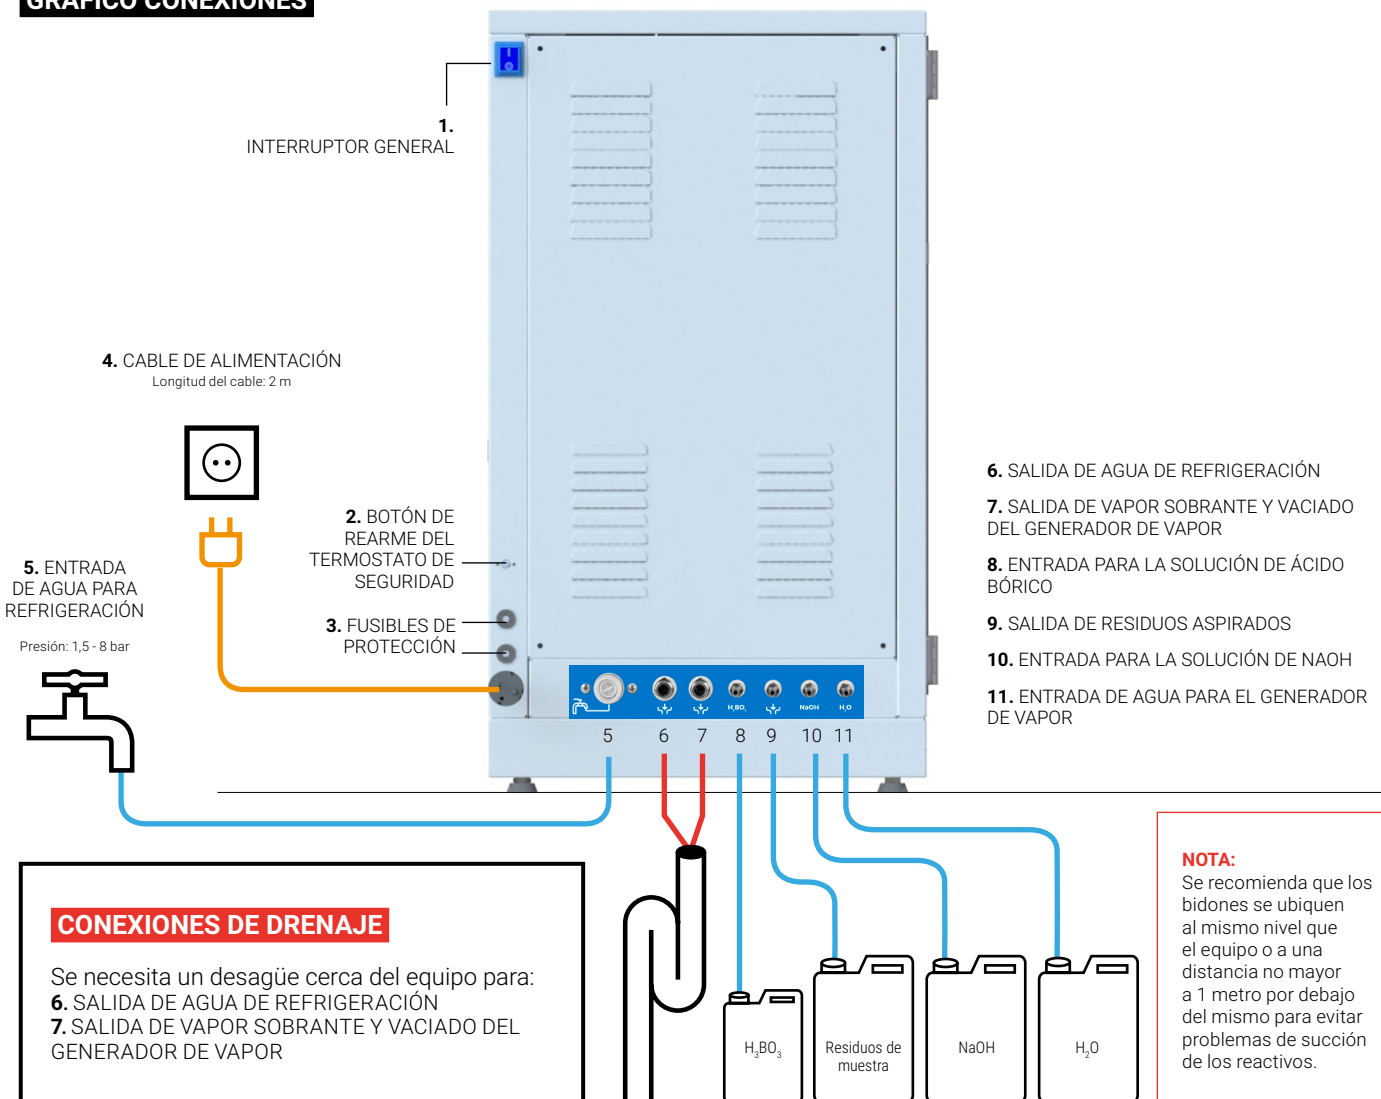 GRÁFICO CONEXIONES
1.
INTERRUPTOR GENERAL
4. CABLE DE ALIMENTACIÓN
Longitud del cable: 2 m
2. BOTÓN DE
REARME DEL
TERMOSTATO DE
SEGURIDAD
5. ENTRADA
DE AGUA PARA
REFRIGERACIÓN
Presión: 1,5 - 8 bar
3. FUSIBLES DE
PROTECCIÓN
6. SALIDA DE AGUA DE REFRIGERACIÓN
7. SALIDA DE VAPOR SOBRANTE Y VACIADO
DEL GENERADOR DE VAPOR
8. ENTRADA PARA LA SOLUCIÓN DE ÁCIDO
BÓRICO
9. SALIDA DE RESIDUOS ASPIRADOS
10. ENTRADA PARA LA SOLUCIÓN DE NAOH
11. ENTRADA DE AGUA PARA EL GENERADOR
DE VAPOR
H₃BO₃ NaOH H₂O
5 6 7 8 9 10 11
CONEXIONES DE DRENAJE
Se necesita un desagüe cerca del equipo para:
6. SALIDA DE AGUA DE REFRIGERACIÓN
7. SALIDA DE VAPOR SOBRANTE Y VACIADO DEL
GENERADOR DE VAPOR
H₃BO₃
Residuos de
muestra
NaOH
H₂O
NOTA:
Se recomienda que los
bidones se ubiquen
al mismo nivel que
el equipo o a una
distancia no mayor
a 1 metro por debajo
del mismo para evitar
problemas de succión
de los reactivos.